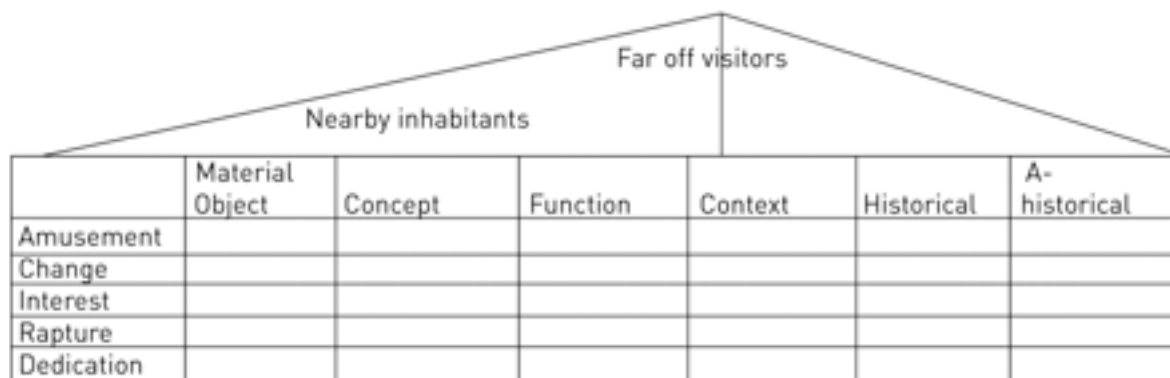 Far off visitors
Nearby inhabitants
Material
Object
Concept
Function
Context
Historical
A-
historical
Amusement
Change
Interest
Rapture
Dedication